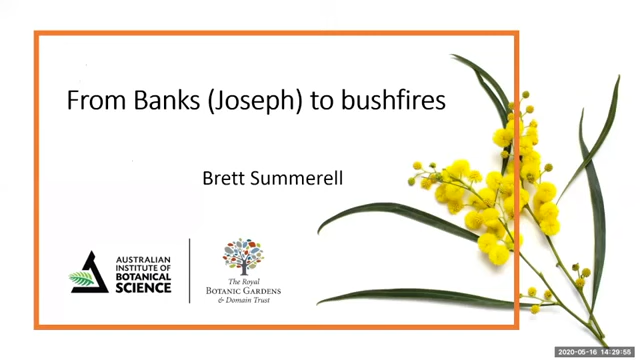 From Banks (Joseph) to bushfires
Brett Summerell
AUSTRALIAN
INSTITUTE OF
BOTANICAL
SCIENCE
The Royal
BOTANIC GARDENS
& Domain Trust
2020-05-16 14:29:55